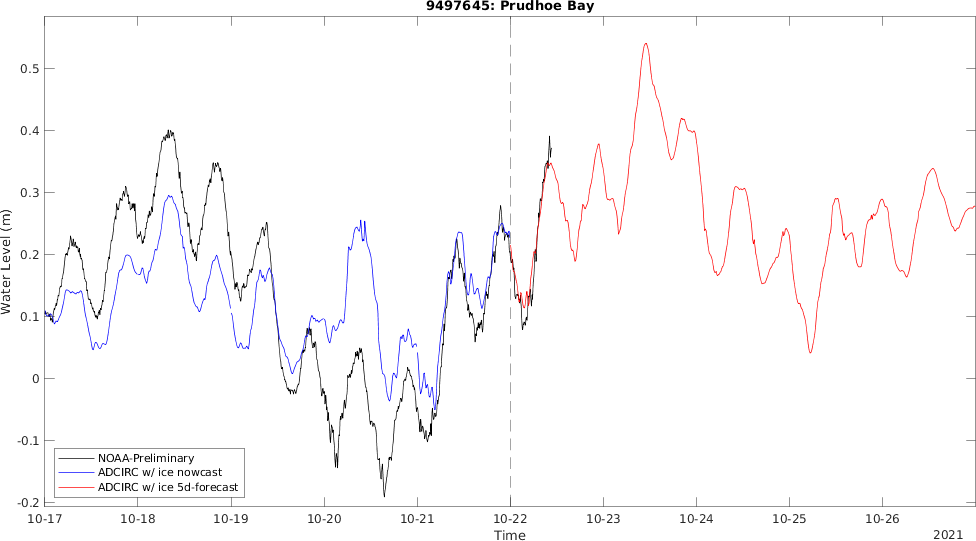 9497645: Prudhoe Bay
Water Level (m)
0.5
0.4
0.3
0.2
0.1
0
-0.1
-0.2
NOAA-Preliminary
ADCIRC w/ ice nowcast
ADCIRC w/ ice 5d-forecast
10-17 10-18 10-19 10-20 10-21 10-22 10-23 10-24 10-25 10-26
Time
2021